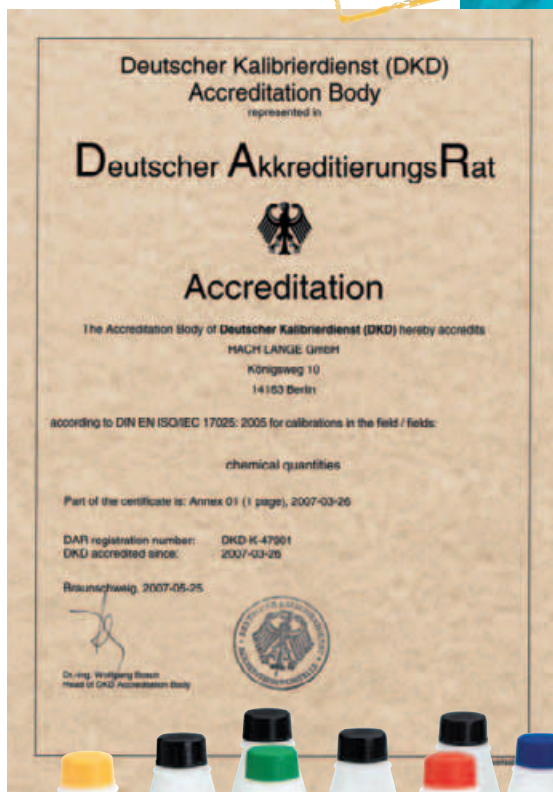 Deutscher Kalibrierdienst (DKD)
Accreditation Body
represented in
Deutscher AkkreditierungsRat
Accreditation
The Accreditation Body of Deutscher Kalibrierdienst (DKD) hereby accredits
HACH LANGE GmbH
Königsweg 10
14163 Berlin
according to DIN EN ISO/IEC 17025: 2005 for calibrations in the field / fields:
chemical quantities
Part of the certificate is: Annex 01 (1 page), 2007-03-26
DAR registration number: DKD-K-47901
DKD accredited since: 2007-03-26
Braunschweig, 2007-05-25
Dr.-Ing. Wolfgang
Head of DKD Accreditation Body